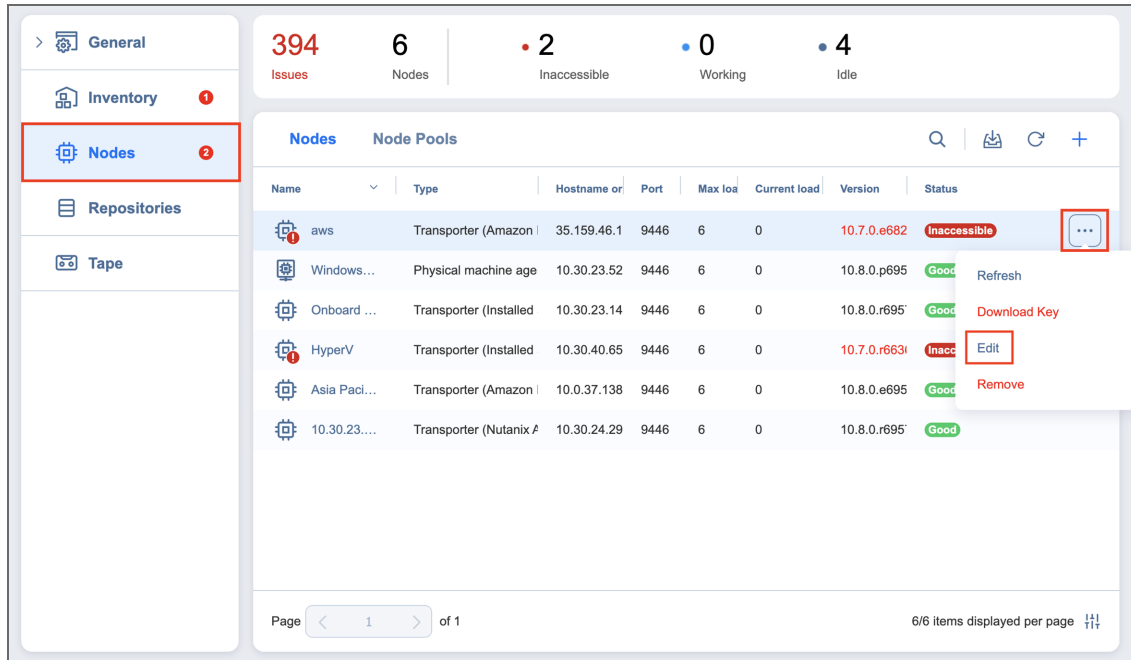 General
Inventory 1
Nodes 2
Repositories
Tape
394 6 2 0 4
Issues Nodes Inaccessible Working Idle
Nodes Node Pools
Name Type Hostname or Port Max loa Current load Version Status
aws Transporter (Amazon 35.159.46.1 9446 6 0 10.7.0.e682 Inaccessible ...
Windows... Physical machine age 10.30.23.52 9446 6 0 10.8.0.p695 Good
Onboard ... Transporter (Installed 10.30.23.14 9446 6 0 10.8.0.r695 Good
HyperV Transporter (Installed 10.30.40.65 9446 6 0 10.7.0.r663 Inacc
Asia Paci... Transporter (Amazon 10.0.37.138 9446 6 0 10.8.0.e695 Good
10.30.23.... Transporter (Nutanix A 10.30.24.29 9446 6 0 10.8.0.r695 Good
Refresh
Download Key
Edit
Remove
Page 1 of 1
6/6 items displayed per page